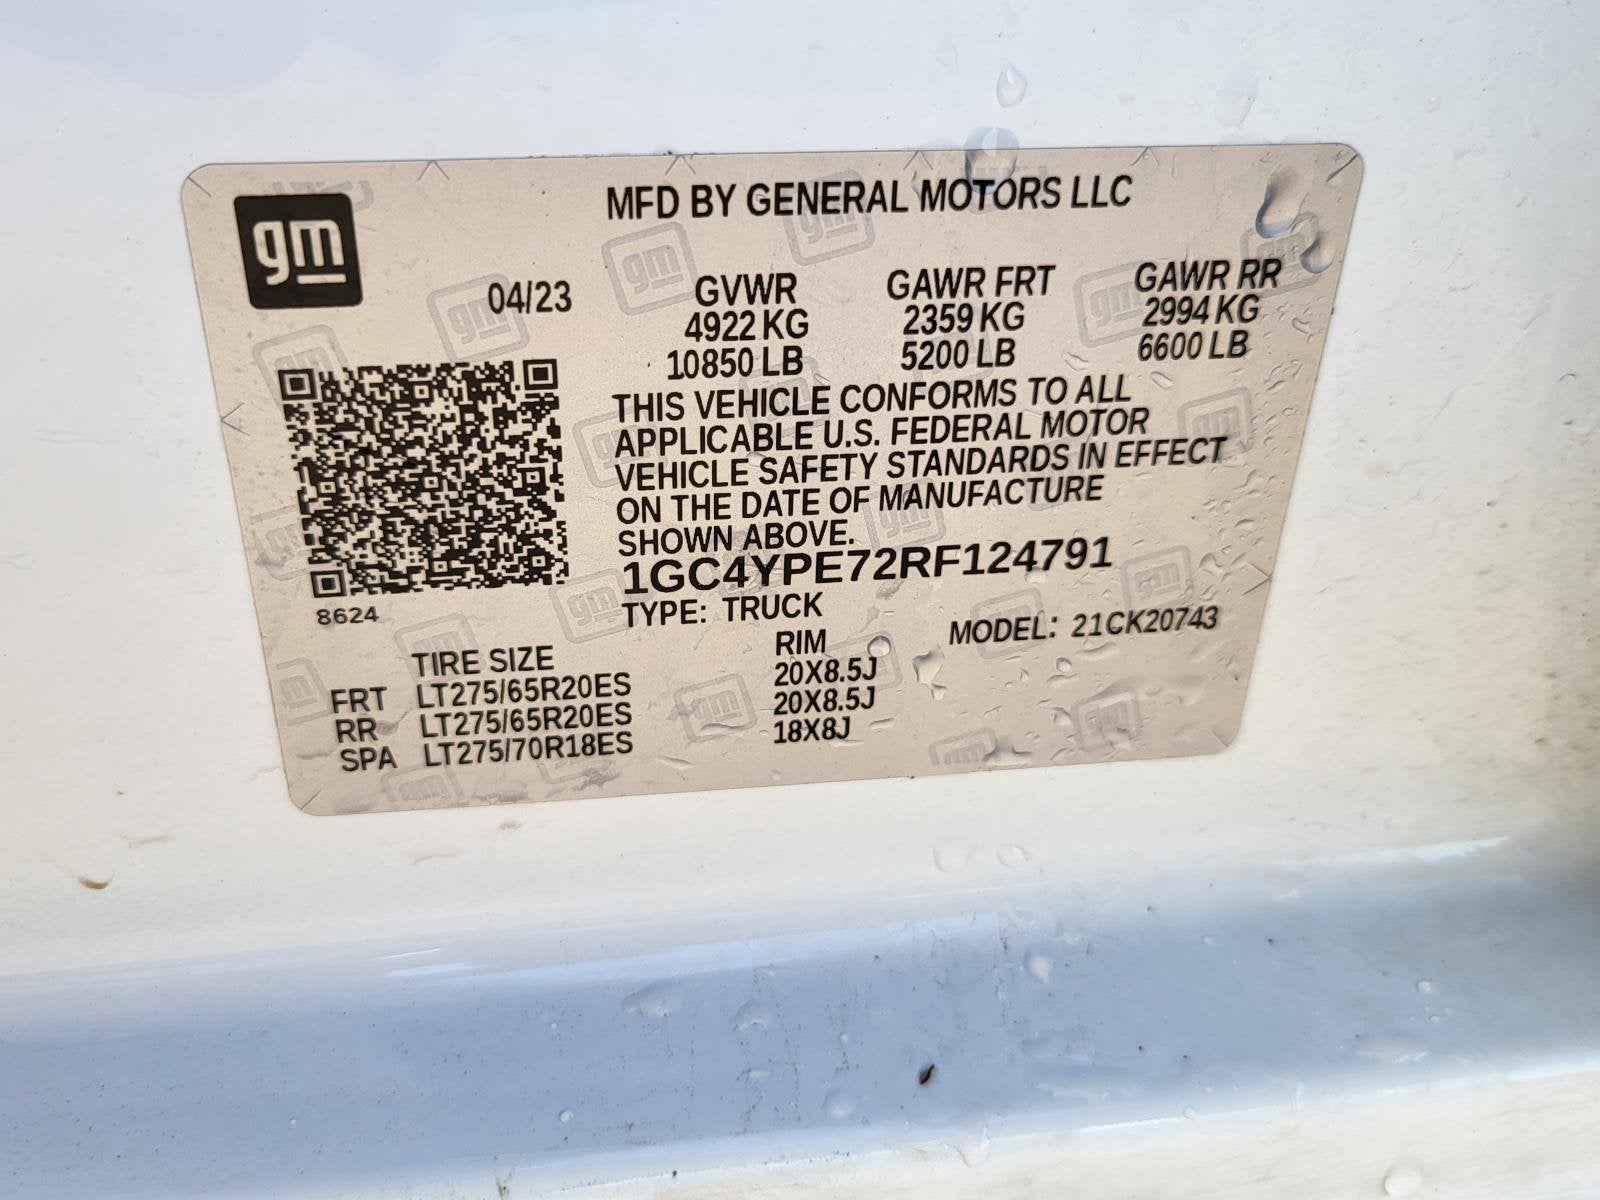 gm
MFD BY GENERAL MOTORS LLC
04/23 GVWR GAWR FRT GAWR RR
4922 KG 2359 KG 2994 KG
10850 LB 5200 LB 6600 LB
THIS VEHICLE CONFORMS TO ALL
APPLICABLE U.S. FEDERAL MOTOR
VEHICLE SAFETY STANDARDS IN EFFECT
ON THE DATE OF MANUFACTURE
SHOWN ABOVE.
1GC4YPE72RF124791
8624
TYPE: TRUCK MODEL: 21CK20743
TIRE SIZE RIM
FRT LT275/65R20ES 20X8.5J
RR LT275/65R20ES 20X8.5J
SPA LT275/70R18ES 18X8J